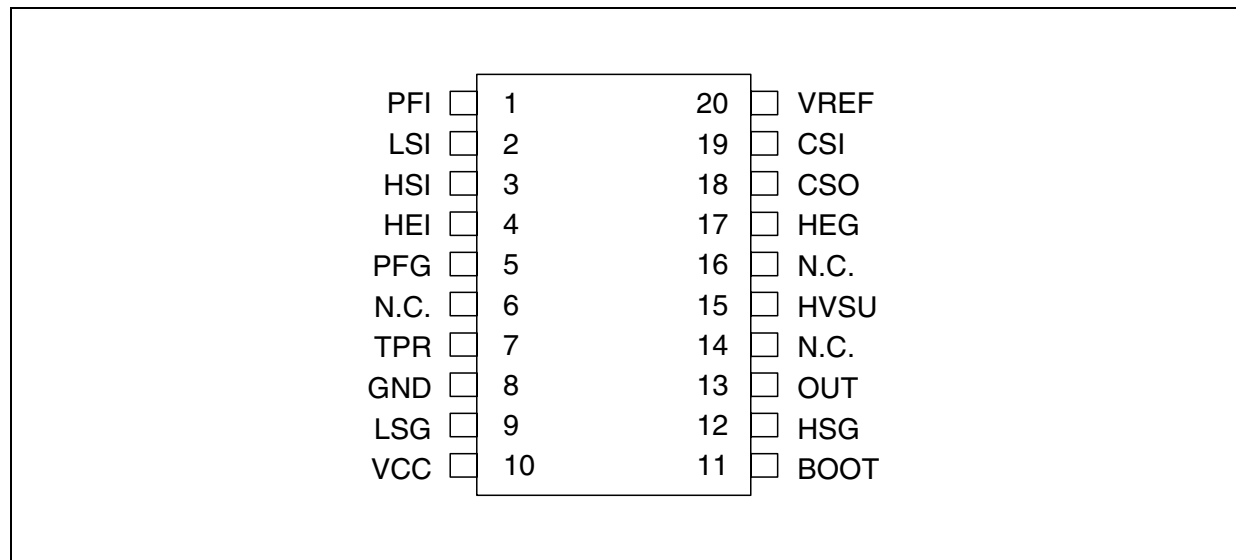 PFI 1 20 VREF
LSI 2 19 CSI
HSI 3 18 CSO
HEI 4 17 HEG
PFG 5 16 N.C.
N.C. 6 15 HVSU
TPR 7 14 N.C.
GND 8 13 OUT
LSG 9 12 HSG
VCC 10 11 BOOT